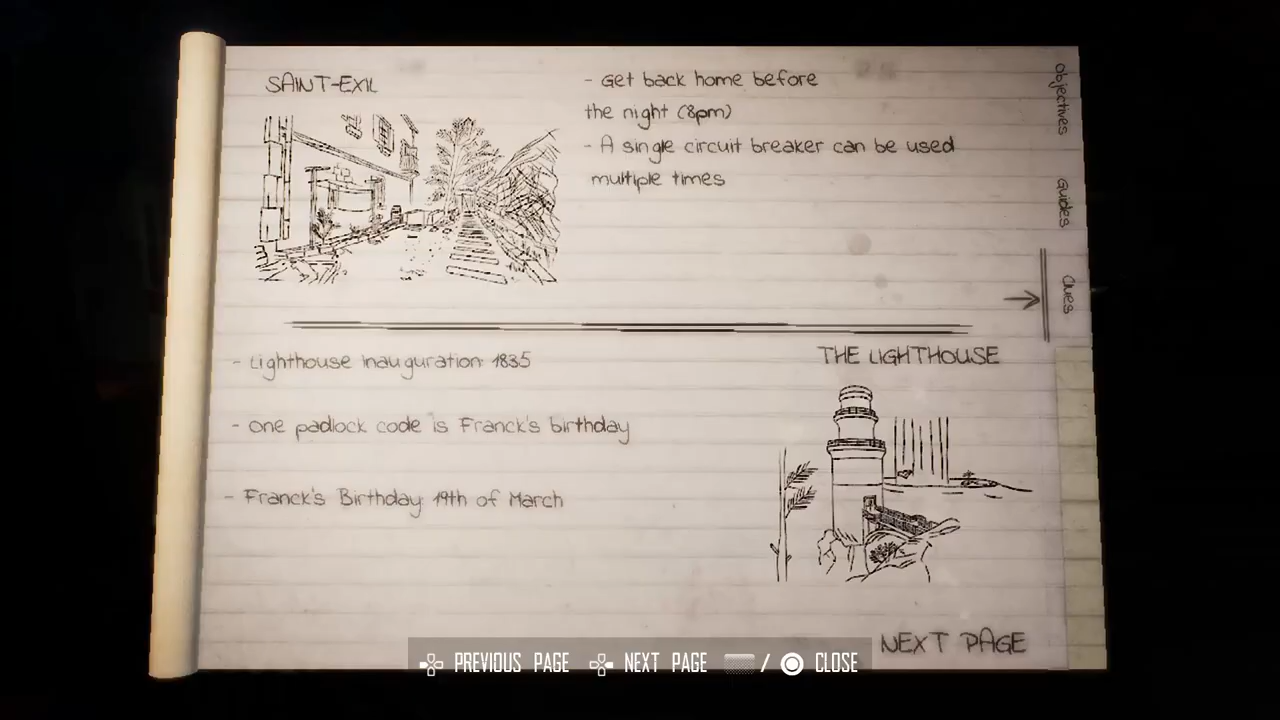 SAINT-EXIL
- Get back home before
the night (8pm)
- A single circuit breaker can be used
multiple times
Objectives
Guides
Clues
- Lighthouse Inauguration: 1835
- One padlock code is Franck's birthday
- Franck's Birthday: 19th of March
THE LIGHTHOUSE
NEXT PAGE
PREVIOUS PAGE NEXT PAGE / CLOSE